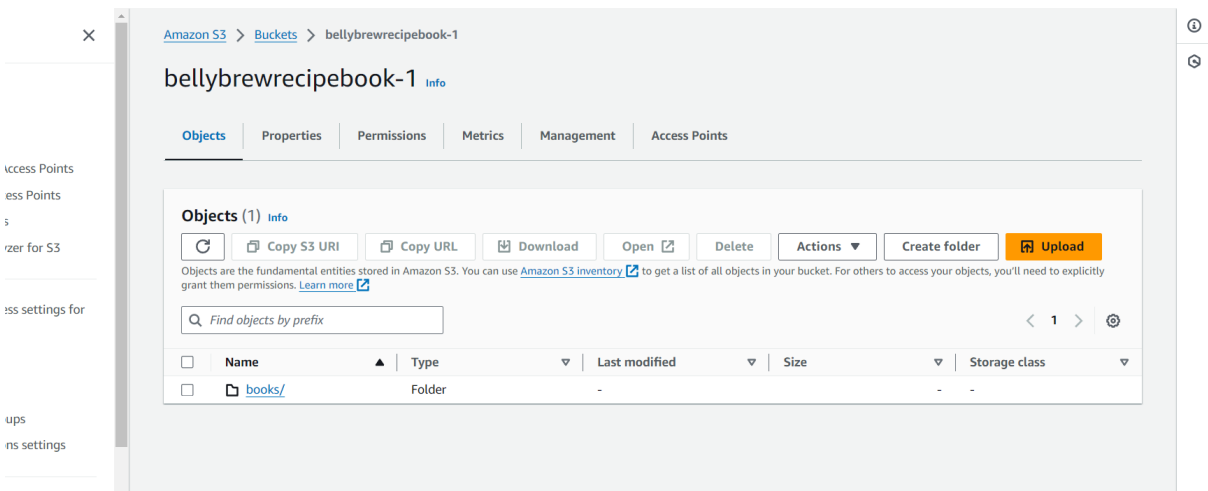 Amazon S3 > Buckets > bellybrewrecipebook-1
bellybrewrecipebook-1 Info
Objects Properties Permissions Metrics Management Access Points
Access Points
ess Points
s
yzer for S3
ess settings for
ups
ns settings
Objects (1) Info
Copy S3 URI Copy URL Download Open Delete Actions Create folder Upload
Objects are the fundamental entities stored in Amazon S3. You can use Amazon S3 inventory to get a list of all objects in your bucket. For others to access your objects, you'll need to explicitly
grant them permissions. Learn more
Find objects by prefix
1
Name Type Last modified Size Storage class
books/ Folder - - -